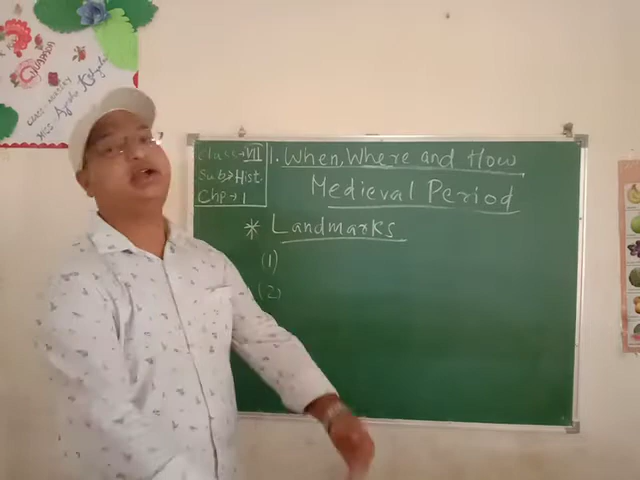 Class→VII
Sub→Hist.
Chp→1
1. When, Where and How
Medieval Period
* Landmarks
(1)
(2)